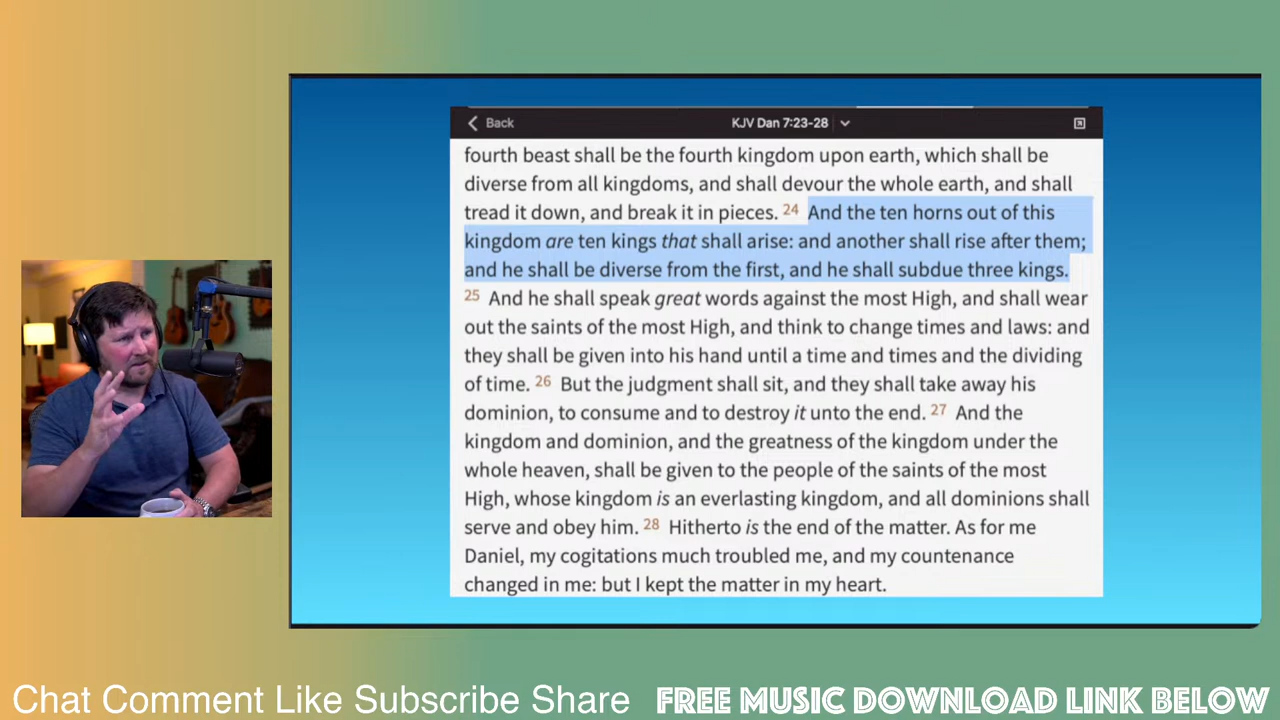 Back
KJV Dan 7:23-28
fourth beast shall be the fourth kingdom upon earth, which shall be
diverse from all kingdoms, and shall devour the whole earth, and shall
tread it down, and break it in pieces. 24 And the ten horns out of this
kingdom are ten kings that shall arise: and another shall rise after them;
and he shall be diverse from the first, and he shall subdue three kings.
25 And he shall speak great words against the most High, and shall wear
out the saints of the most High, and think to change times and laws: and
they shall be given into his hand until a time and times and the dividing
of time. 26 But the judgment shall sit, and they shall take away his
dominion, to consume and to destroy it unto the end. 27 And the
kingdom and dominion, and the greatness of the kingdom under the
whole heaven, shall be given to the people of the saints of the most
High, whose kingdom is an everlasting kingdom, and all dominions shall
serve and obey him. 28 Hitherto is the end of the matter. As for me
Daniel, my cogitations much troubled me, and my countenance
changed in me: but I kept the matter in my heart.
Chat Comment Like Subscribe Share
FREE MUSIC DOWNLOAD LINK BELOW